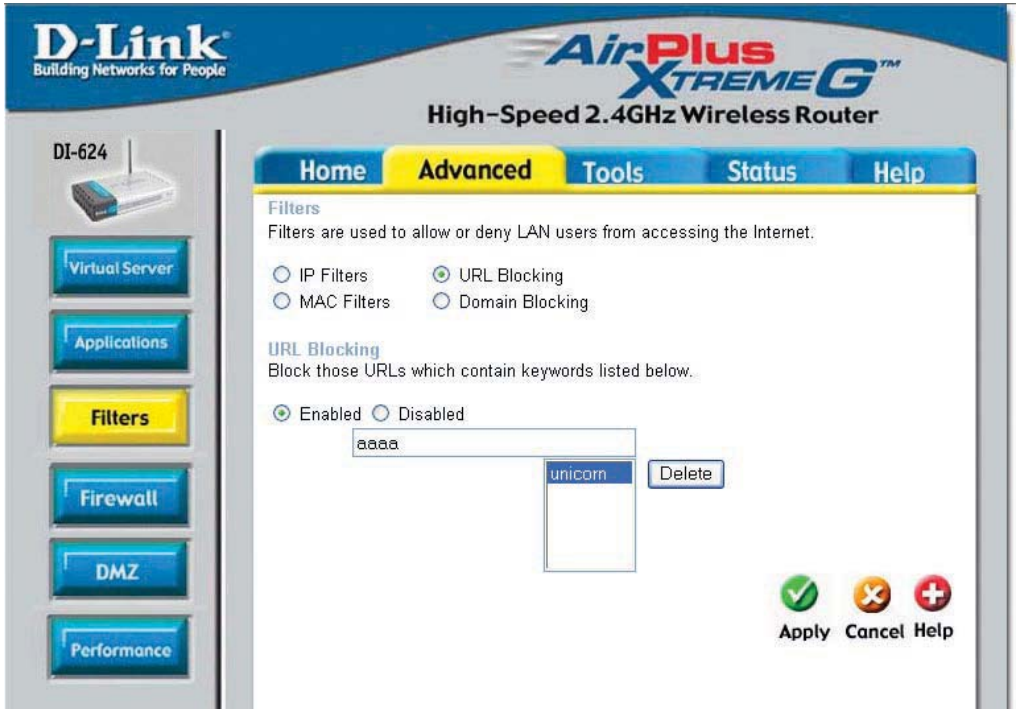 D-Link
Building Networks for People
AirPlus
XTREME G™
High-Speed 2.4GHz Wireless Router
DI-624
Home Advanced Tools Status Help
Virtual Server
Applications
Filters
Firewall
DMZ
Performance
Filters
Filters are used to allow or deny LAN users from accessing the Internet.
IP Filters URL Blocking
MAC Filters Domain Blocking
URL Blocking
Block those URLs which contain keywords listed below.
Enabled Disabled
aaaa
unicorn Delete
Apply Cancel Help